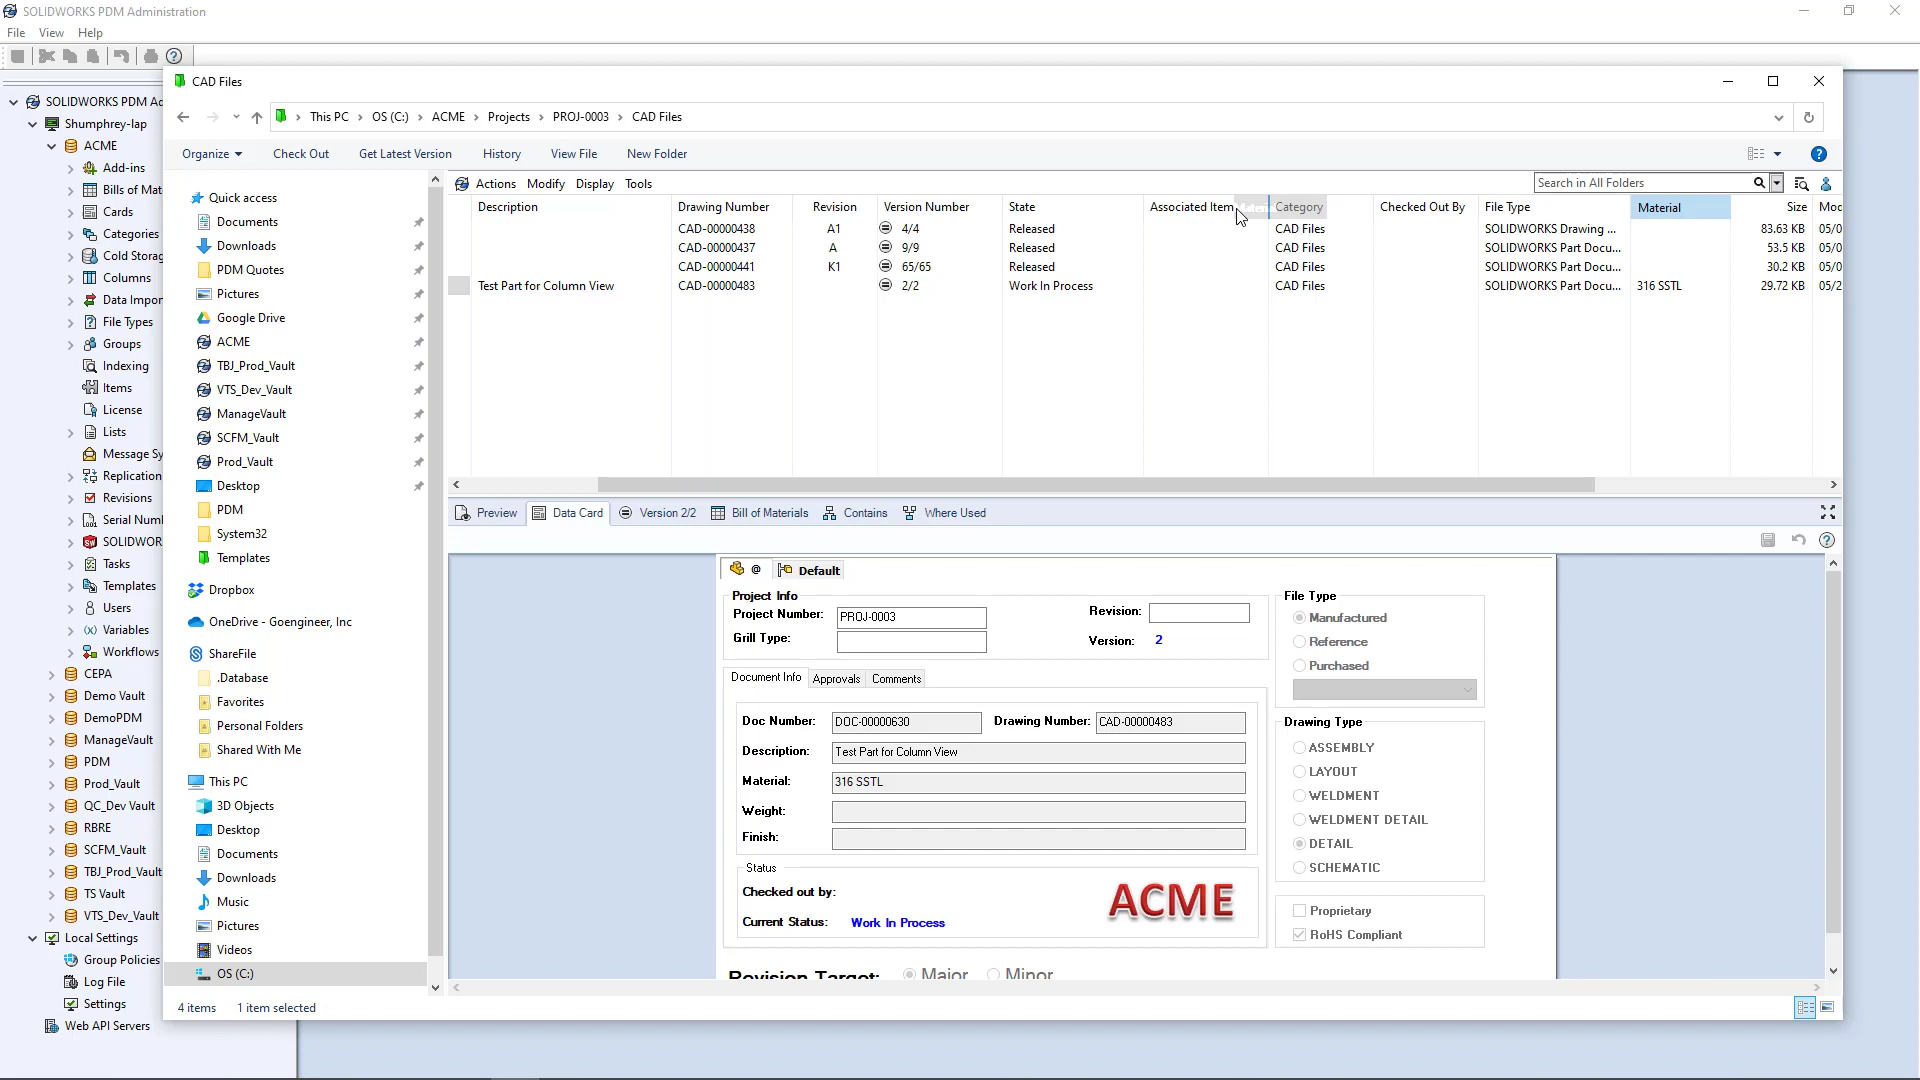 SOLIDWORKS PDM Administration
File View Help
CAD Files
This PC OS (C:) ACME Projects PROJ-0003 CAD Files
Organize Check Out Get Latest Version History View File New Folder
Actions Modify Display Tools Search in All Folders
Description Drawing Number Revision Version Number State Associated Item Material Category Checked Out By File Type Material Size Moc
CAD-00000438 A1 4/4 Released CAD Files SOLIDWORKS Drawing ... 83.63 KB 05/0
CAD-00000437 A 9/9 Released CAD Files SOLIDWORKS Part Docu... 53.5 KB 05/0
CAD-00000441 K1 65/65 Released CAD Files SOLIDWORKS Part Docu... 30.2 KB 05/0
Test Part for Column View CAD-00000483 2/2 Work In Process CAD Files SOLIDWORKS Part Docu... 316 SSTL 29.72 KB 05/2
SOLIDWORKS PDM Ad
Shumphrey-lap
ACME
Add-ins
Bills of Mat
Cards
Categories
Cold Storag
Columns
Data Impor
File Types
Groups
Indexing
Items
License
Lists
Message Sy
Replication
Revisions
Serial Numl
SOLIDWOR
Tasks
Templates
Users
Variables
Workflows
CEPA
Demo Vault
DemoPDM
ManageVault
PDM
Prod_Vault
QC_Dev Vault
RBRE
SCFM_Vault
TBJ_Prod_Vault
TS Vault
VTS_Dev_Vault
Local Settings
Group Policies
Log File
Settings
Web API Servers
Quick access
Documents
Downloads
PDM Quotes
Pictures
Google Drive
ACME
TBJ_Prod_Vault
VTS_Dev_Vault
ManageVault
SCFM_Vault
Prod_Vault
Desktop
PDM
System32
Templates
Dropbox
OneDrive - Goengineer, Inc
ShareFile
.Database
Favorites
Personal Folders
Shared With Me
This PC
3D Objects
Desktop
Documents
Downloads
Music
Pictures
Videos
OS (C:)
Preview Data Card Version 2/2 Bill of Materials Contains Where Used
@ Default
Project Info
Project Number: PROJ-0003 Revision:
Grill Type: Version: 2
Document Info Approvals Comments
Doc Number: DOC-00000630 Drawing Number: CAD-00000483
Description: Test Part for Column View
Material: 316 SSTL
Weight:
Finish:
Status
Checked out by:
ACME
Current Status: Work In Process
Revision Target: Major Minor
File Type
Manufactured
Reference
Purchased
Drawing Type
ASSEMBLY
LAYOUT
WELDMENT
WELDMENT DETAIL
DETAIL
SCHEMATIC
Proprietary
RoHS Compliant
4 items 1 item selected